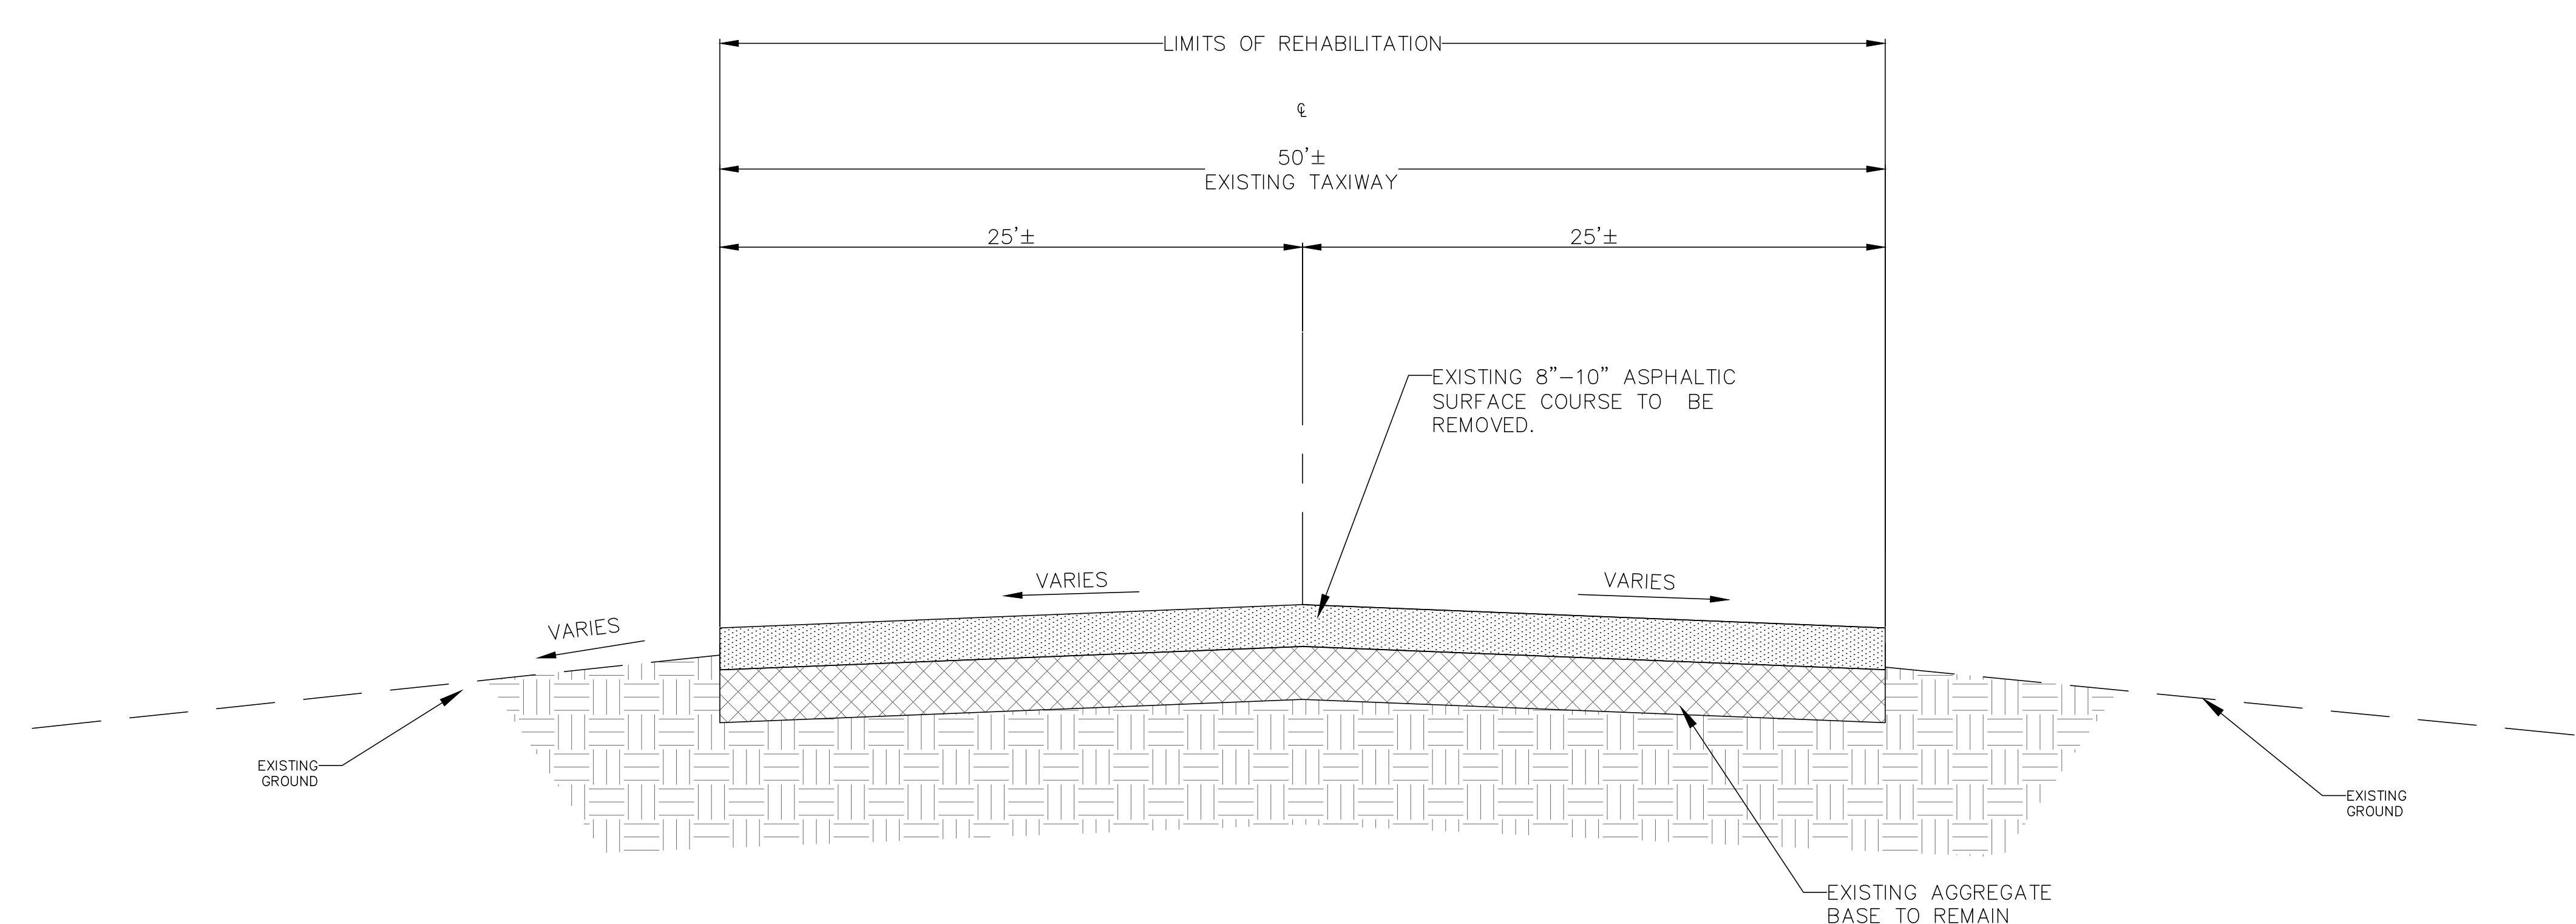 LIMITS OF REHABILITATION
℄
50'±
EXISTING TAXIWAY
25'±
25'±
EXISTING 8"-10" ASPHALTIC
SURFACE COURSE TO BE
REMOVED.
VARIES
VARIES
VARIES
EXISTING
GROUND
EXISTING
GROUND
EXISTING AGGREGATE
BASE TO REMAIN